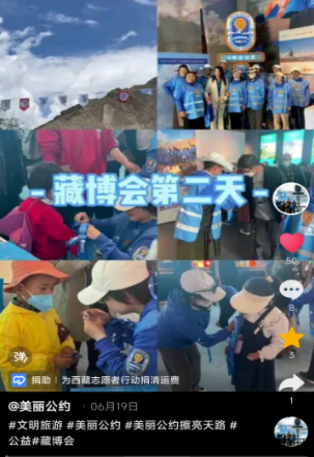 - 藏博会第二天 -
50
8
3
弹
捐助 | 为西藏志愿者行动捐清运费
1
@美丽公约 · 06月19日
#文明旅游 #美丽公约 #美丽公约擦亮天路 #
公益#藏博会